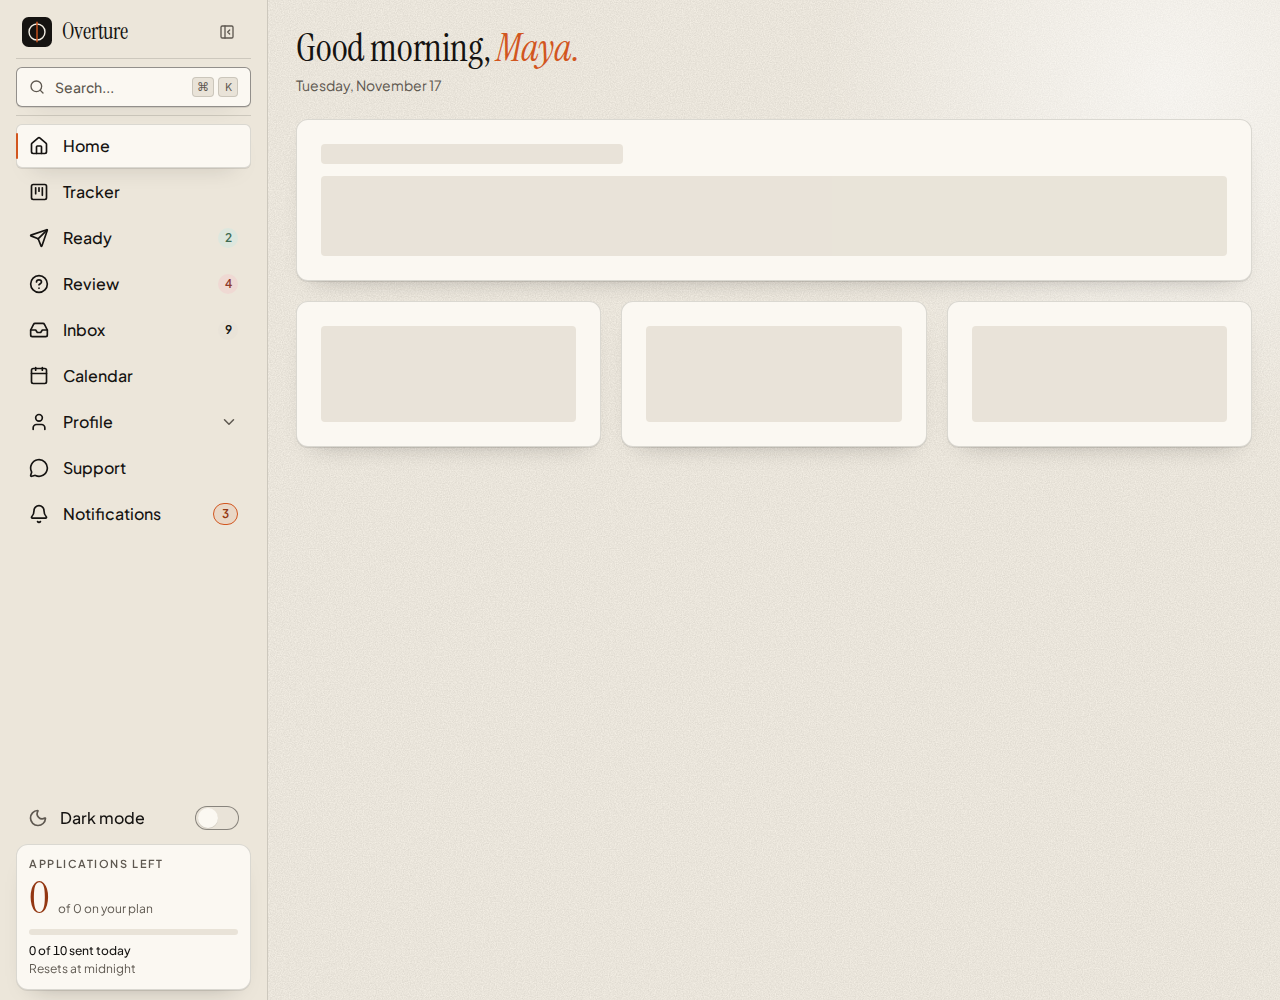 Overture
Search...
⌘ K
Home
Tracker
Ready 2
Review 4
Inbox 9
Calendar
Profile
Support
Notifications 3
Dark mode
APPLICATIONS LEFT
0 of 0 on your plan
0 of 10 sent today
Resets at midnight
Good morning, Maya.
Tuesday, November 17